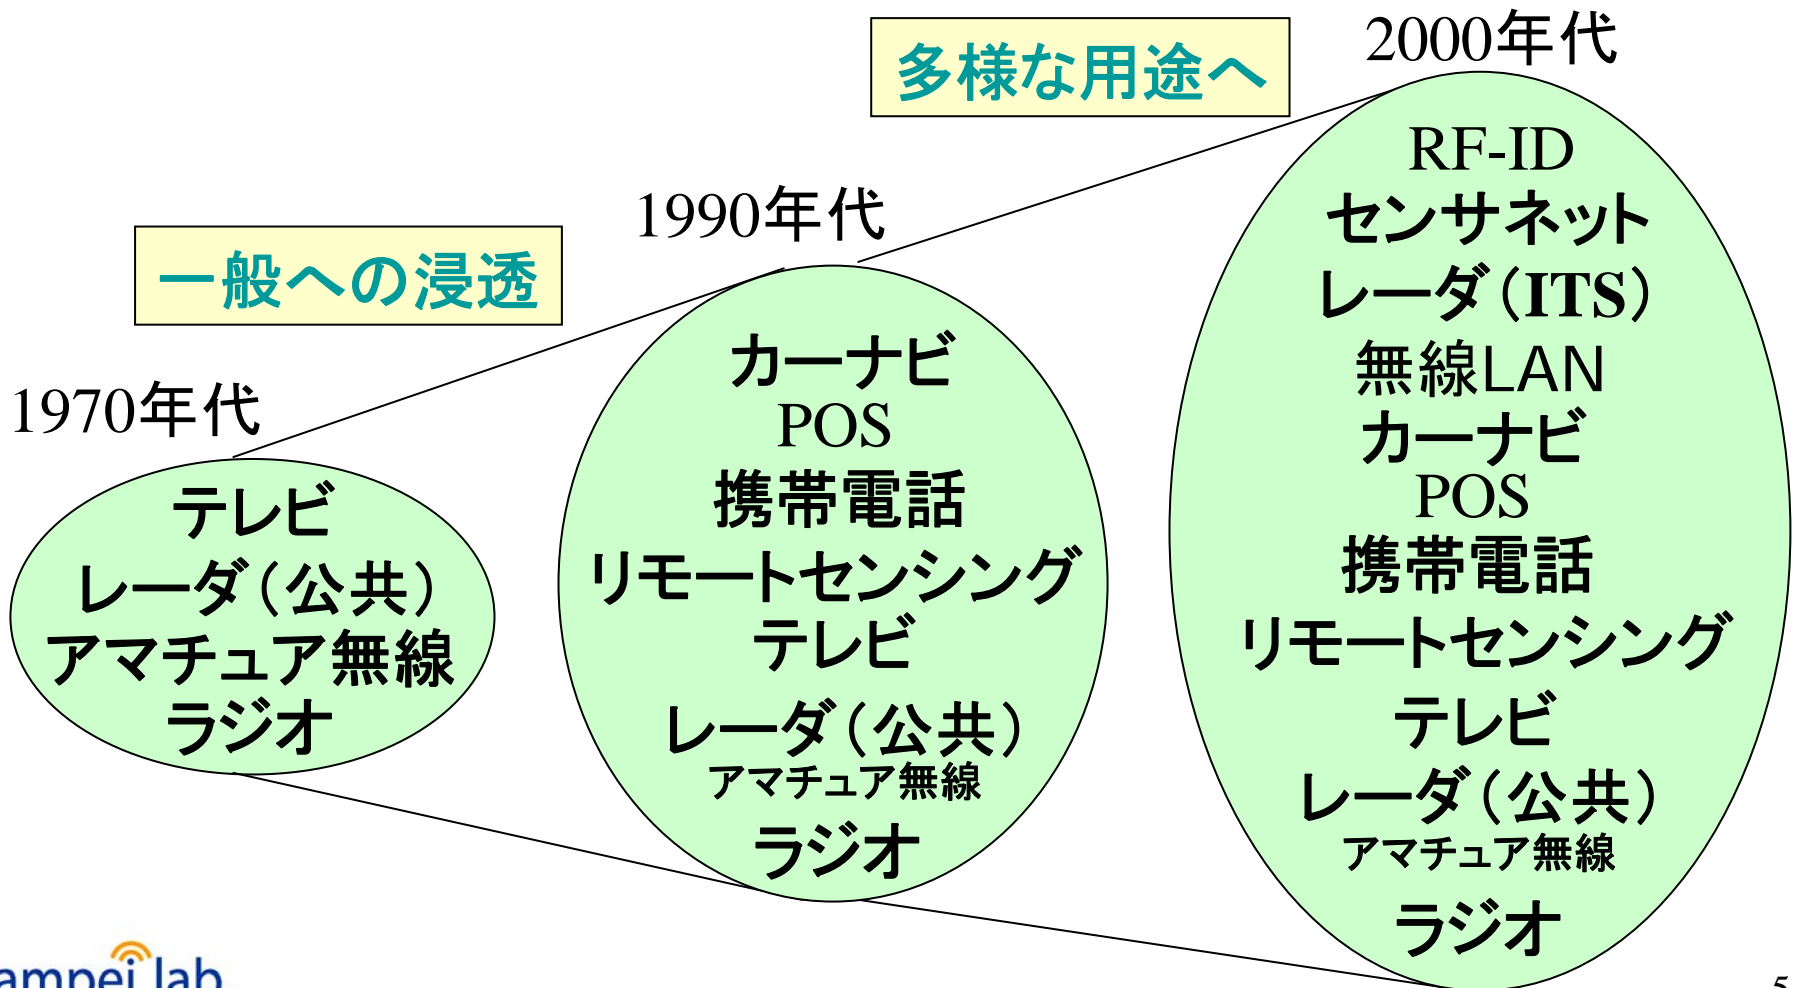 2000年代
多様な用途へ
1990年代
一般への浸透
1970年代
テレビ
レーダ（公共）
アマチュア無線
ラジオ
カーナビ
POS
携帯電話
リモートセンシング
テレビ
レーダ（公共）
アマチュア無線
ラジオ
RF-ID
センサネット
レーダ（ITS）
無線LAN
カーナビ
POS
携帯電話
リモートセンシング
テレビ
レーダ（公共）
アマチュア無線
ラジオ
ampei lab
5